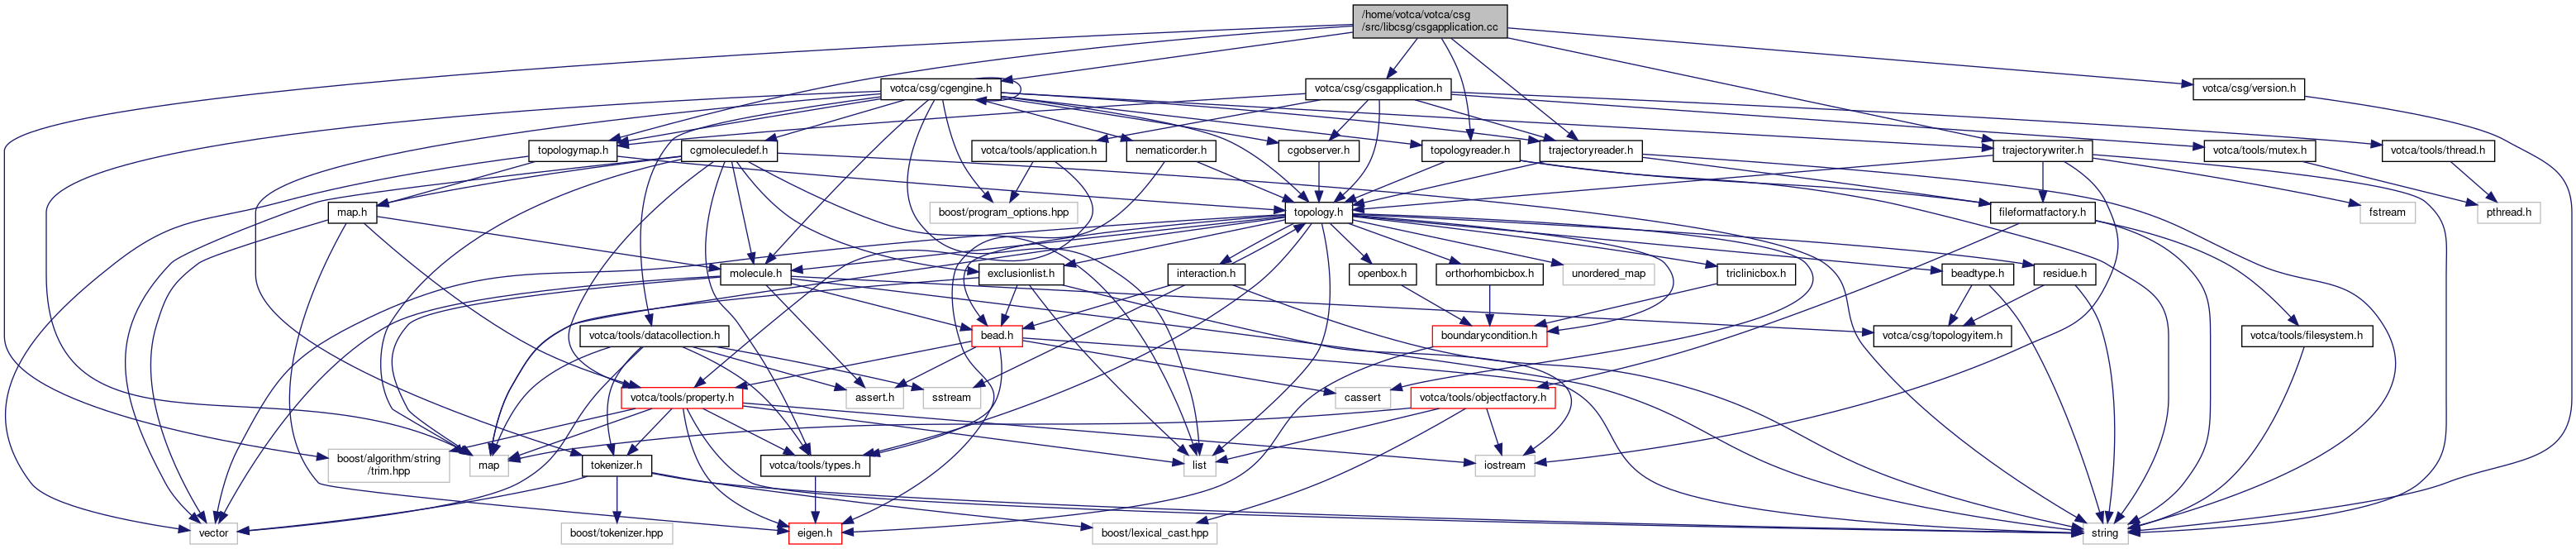 /home/votca/votca/csg
/src/libcsg/csgapplication.cc
votca/csg/cgengine.h
votca/csg/csgapplication.h
votca/csg/version.h
topologymap.h
cgmoleculedef.h
votca/tools/application.h
nematicorder.h
cgobserver.h
topologyreader.h
trajectoryreader.h
trajectorywriter.h
votca/tools/mutex.h
votca/tools/thread.h
map.h
boost/program_options.hpp
topology.h
fileformatfactory.h
fstream
pthread.h
molecule.h
exclusionlist.h
interaction.h
openbox.h
orthorhombicbox.h
unordered_map
triclinicbox.h
beadtype.h
residue.h
votca/tools/datacollection.h
bead.h
boundarycondition.h
votca/csg/topologyitem.h
votca/tools/filesystem.h
votca/tools/property.h
assert.h
sstream
cassert
votca/tools/objectfactory.h
boost/algorithm/string
/trim.hpp
map
tokenizer.h
votca/tools/types.h
list
iostream
vector
boost/tokenizer.hpp
eigen.h
boost/lexical_cast.hpp
string